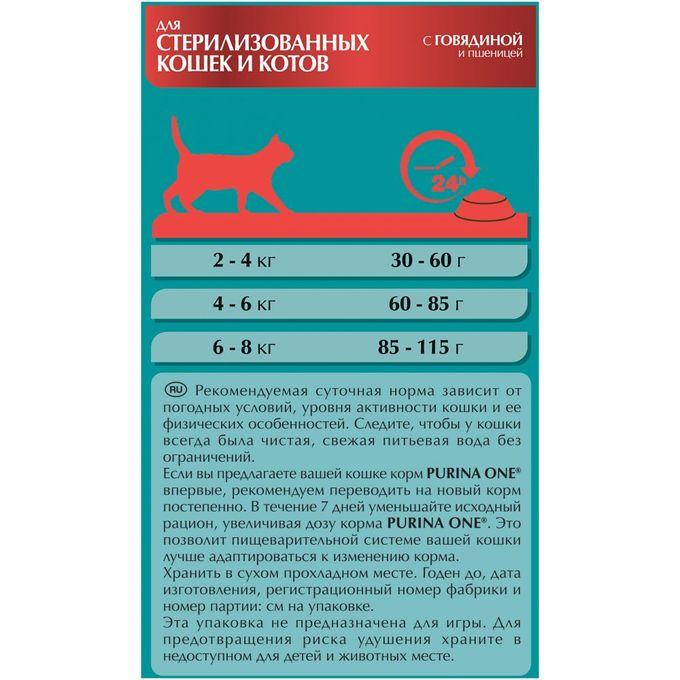 для
СТЕРИЛИЗОВАННЫХ
КОШЕК И КОТОВ
С ГОВЯДИНОЙ
и пшеницей
24h
2 - 4 кг 30 - 60 г
4 - 6 кг 60 - 85 г
6 - 8 кг 85 - 115 г
RU Рекомендуемая суточная норма зависит от
погодных условий, уровня активности кошки и ее
физических особенностей. Следите, чтобы у кошки
всегда была чистая, свежая питьевая вода без
ограничений.
Если вы предлагаете вашей кошке корм PURINA ONE®
впервые, рекомендуем переводить на новый корм
постепенно. В течение 7 дней уменьшайте исходный
рацион, увеличивая дозу корма PURINA ONE®. Это
позволит пищеварительной системе вашей кошки
лучше адаптироваться к изменению корма.
Хранить в сухом прохладном месте. Годен до, дата
изготовления, регистрационный номер фабрики и
номер партии: см на упаковке.
Эта упаковка не предназначена для игры. Для
предотвращения риска удушения храните в
недоступном для детей и животных месте.